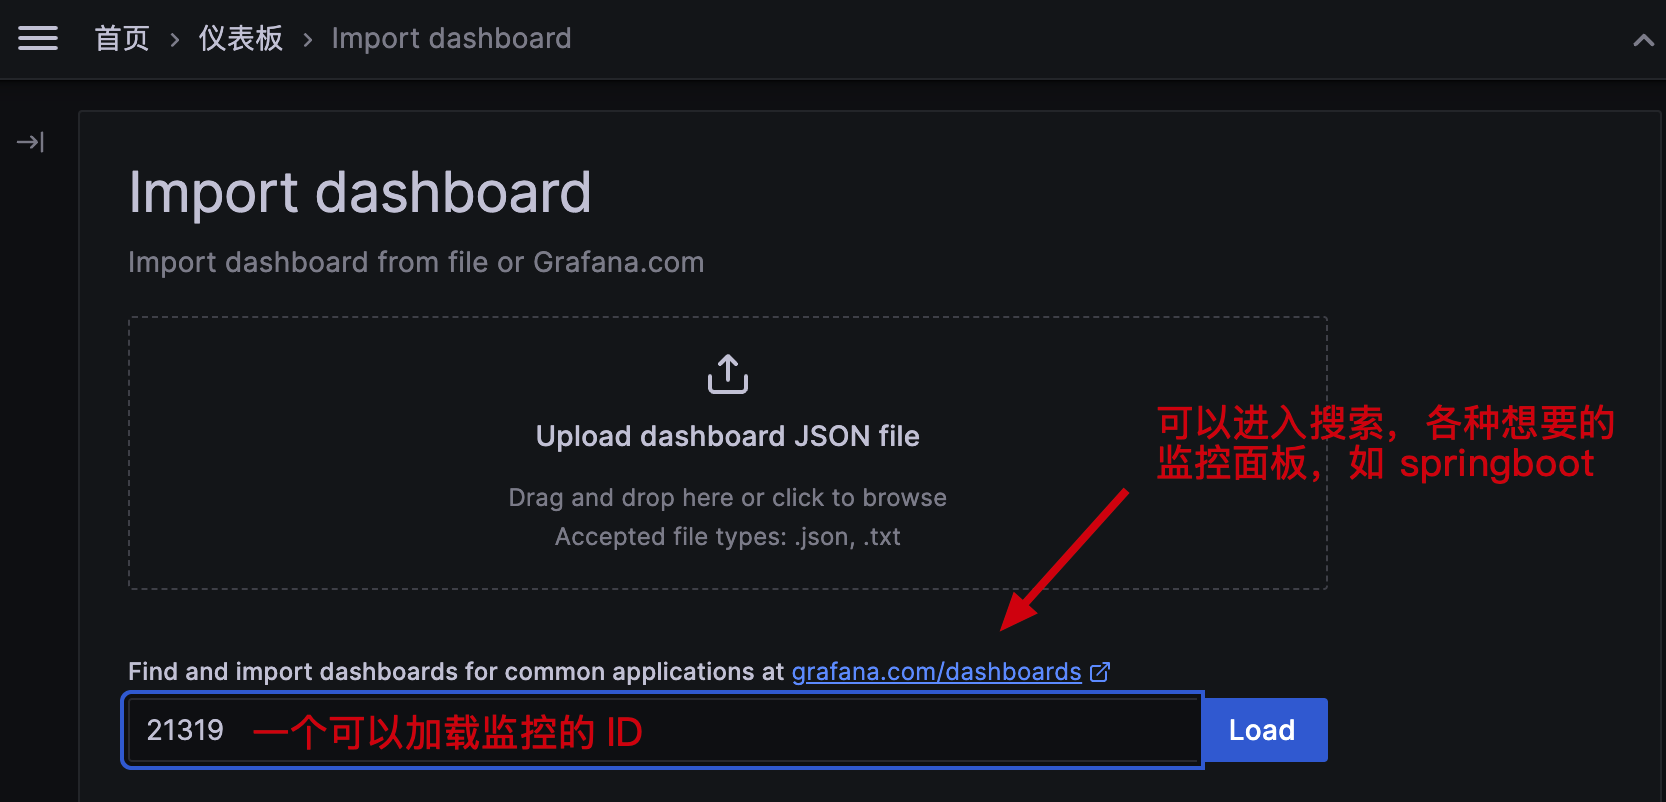 首页 › 仪表板 › Import dashboard
Import dashboard
Import dashboard from file or Grafana.com
Upload dashboard JSON file
Drag and drop here or click to browse
Accepted file types: .json, .txt
可以进入搜索，各种想要的
监控面板，如 springboot
Find and import dashboards for common applications at grafana.com/dashboards
21319 一个可以加载监控的 ID
Load